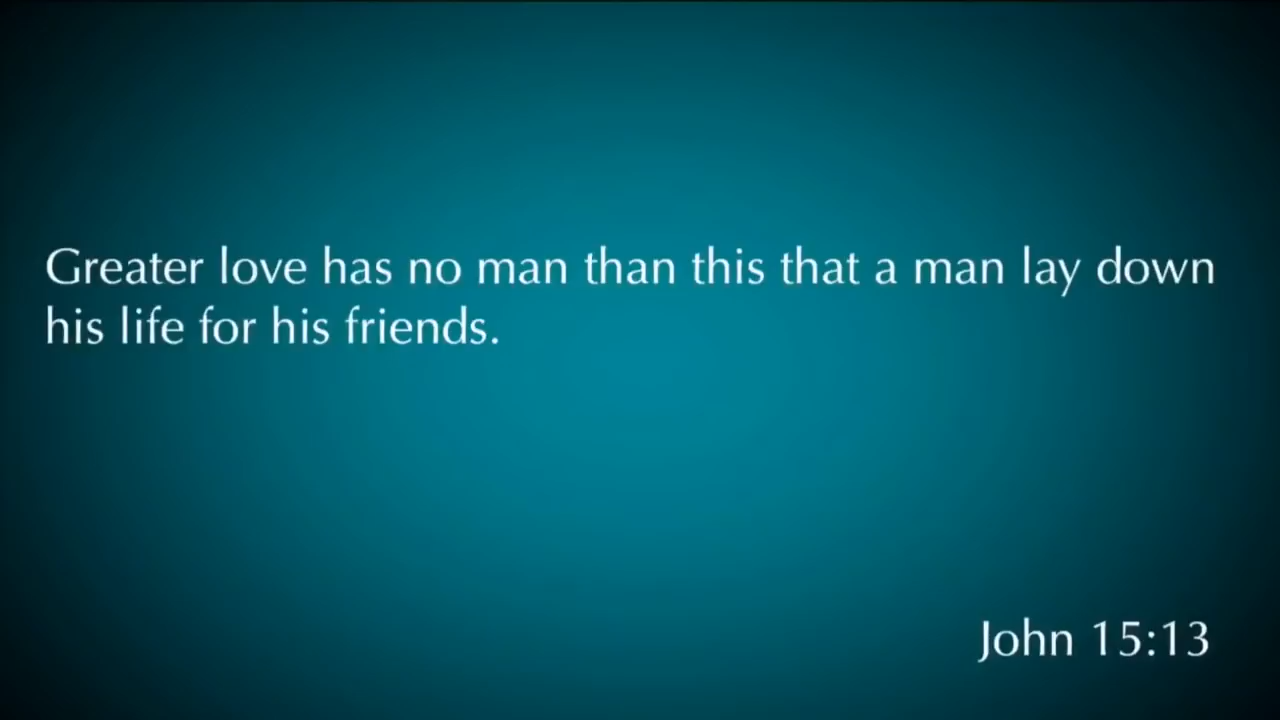 Greater love has no man than this that a man lay down
his life for his friends.
John 15:13